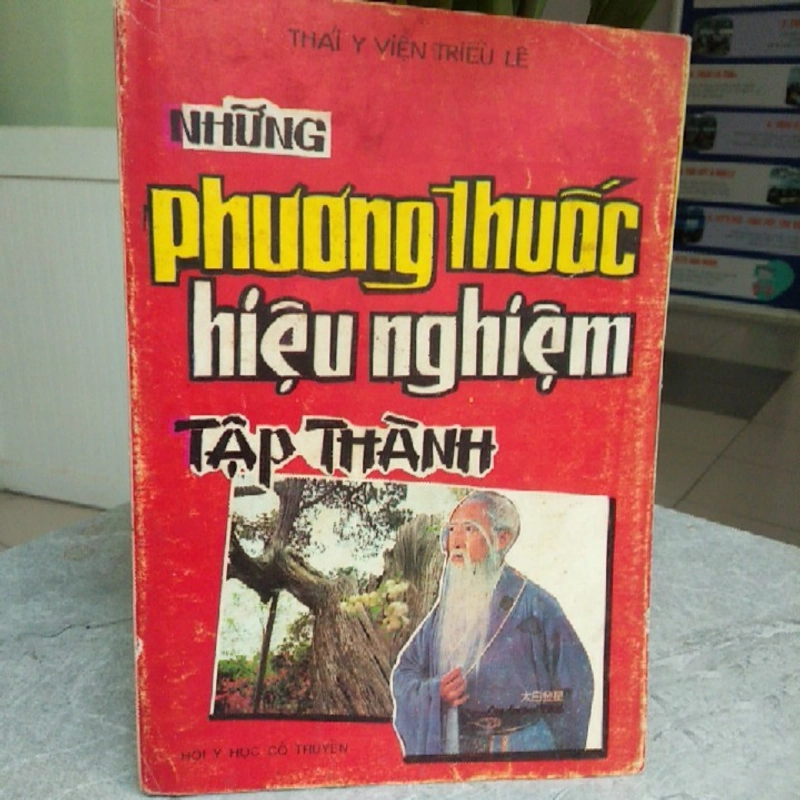 THÁI Y VIỆN TRIỀU LÊ
NHỮNG
phương thuốc
hiệu nghiệm
TẬP THÀNH
HỘI Y HỌC CỔ TRUYỀN